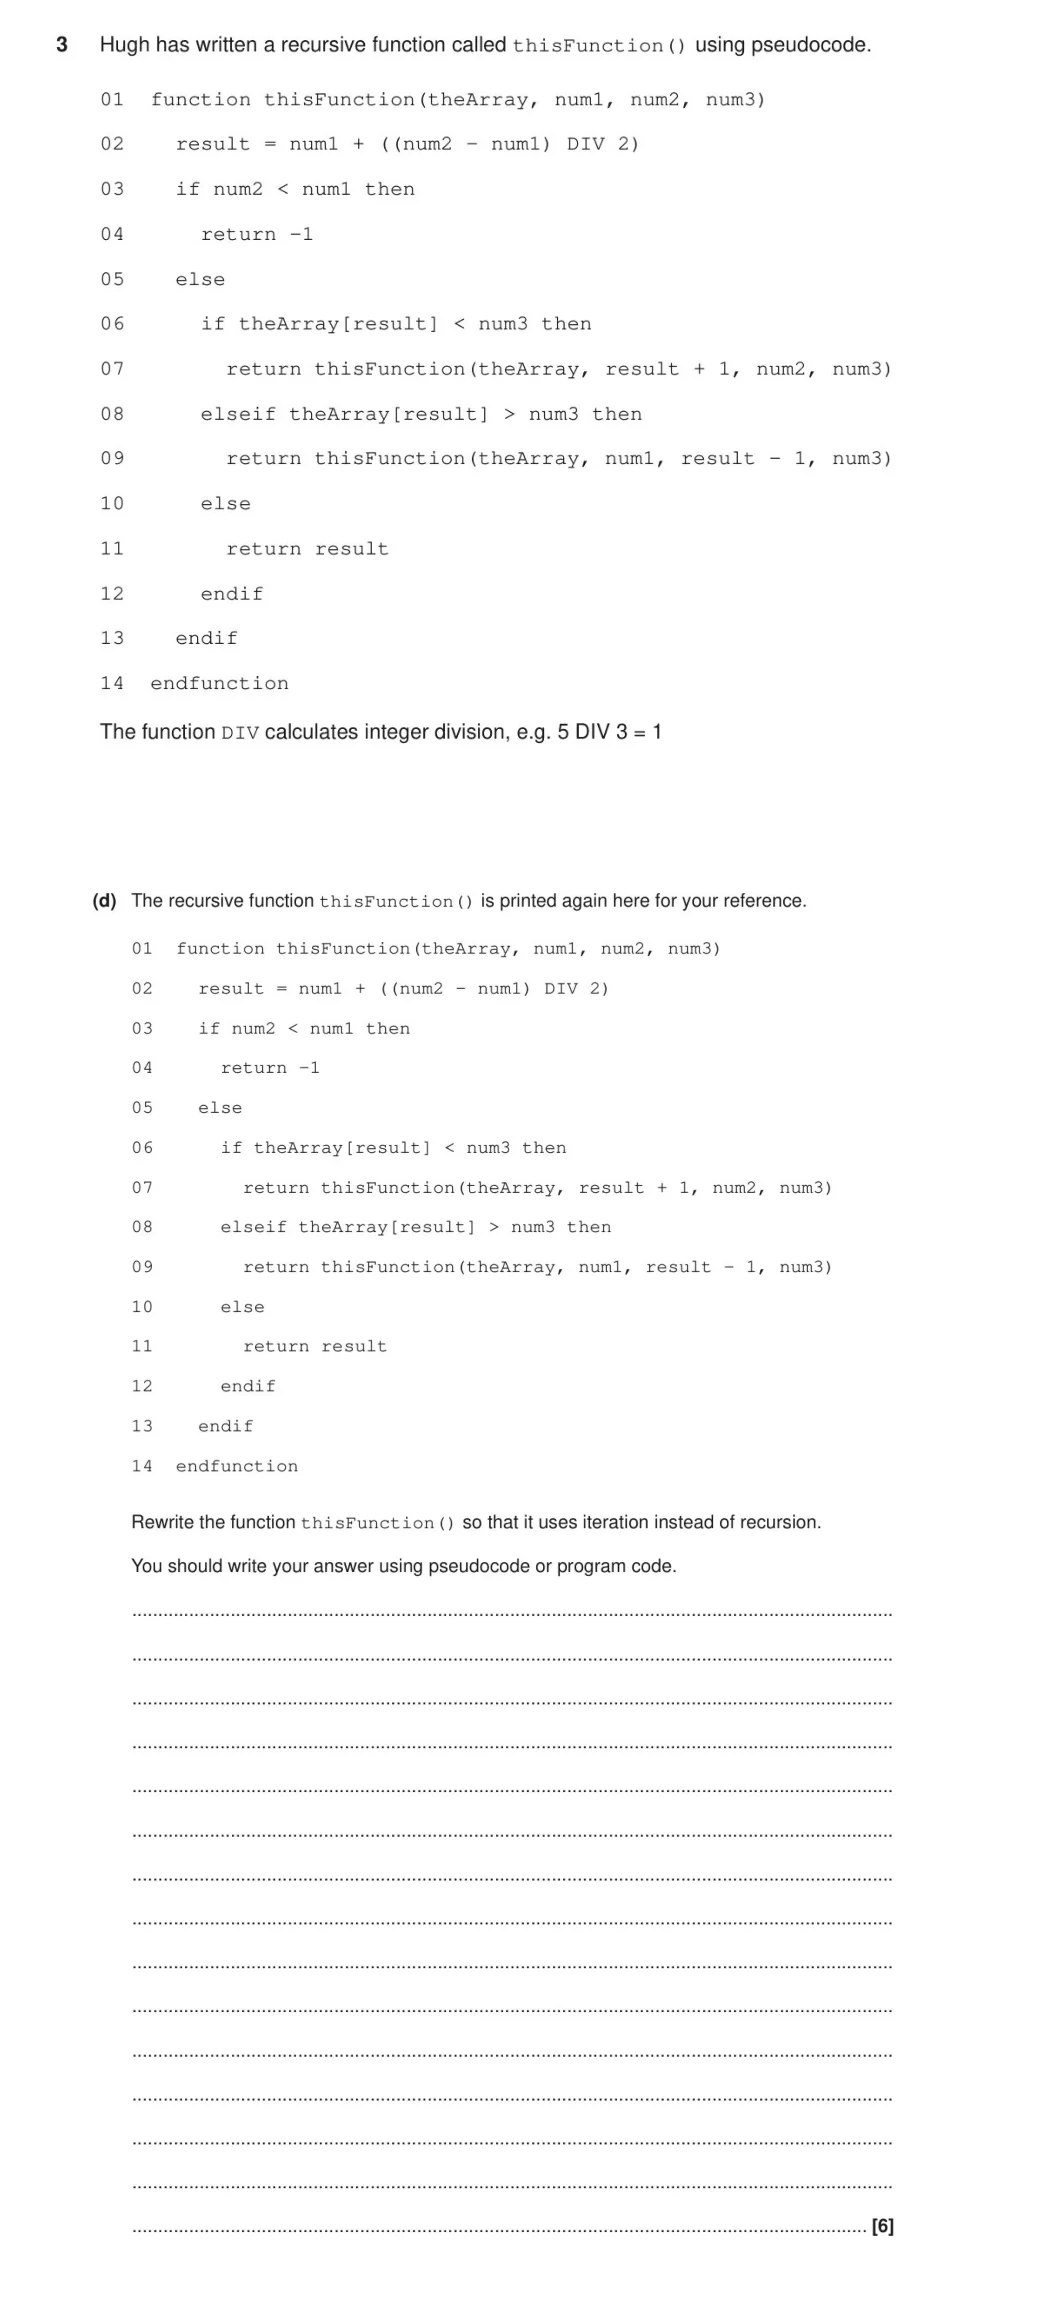 3 Hugh has written a recursive function called thisFunction() using pseudocode.
01 function thisFunction(theArray, num1, num2, num3)
02 result = num1 + ((num2 - num1) DIV 2)
03 if num2 < num1 then
04 return -1
05 else
06 if theArray[result] < num3 then
07 return thisFunction(theArray, result + 1, num2, num3)
08 elseif theArray[result] > num3 then
09 return thisFunction(theArray, num1, result - 1, num3)
10 else
11 return result
12 endif
13 endif
14 endfunction
The function DIV calculates integer division, e.g. 5 DIV 3 = 1
(d) The recursive function thisFunction() is printed again here for your reference.
01 function thisFunction(theArray, num1, num2, num3)
02 result = num1 + ((num2 - num1) DIV 2)
03 if num2 < num1 then
04 return -1
05 else
06 if theArray[result] < num3 then
07 return thisFunction(theArray, result + 1, num2, num3)
08 elseif theArray[result] > num3 then
09 return thisFunction(theArray, num1, result - 1, num3)
10 else
11 return result
12 endif
13 endif
14 endfunction
Rewrite the function thisFunction() so that it uses iteration instead of recursion.
You should write your answer using pseudocode or program code.
[6]